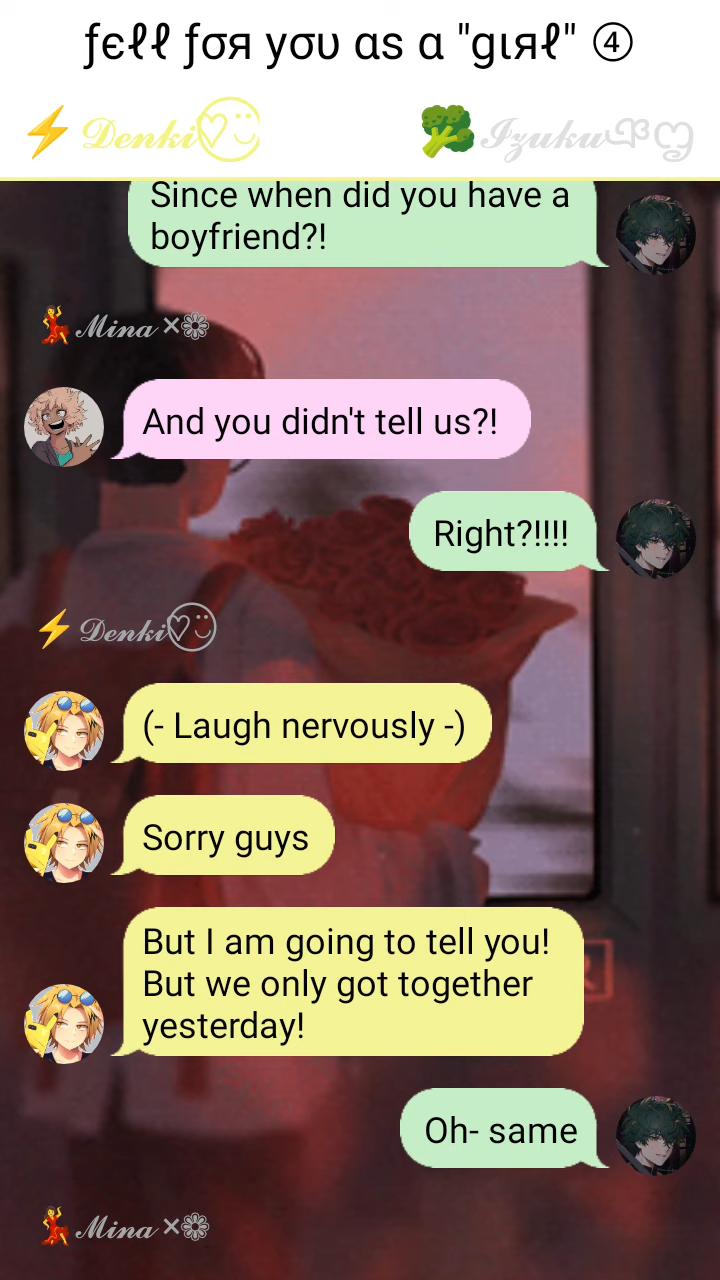 ƒєℓℓ ƒσя уσυ αѕ α "gιяℓ" ④
⚡ 𝓓𝓮𝓷𝓴𝓲♡︎☺︎ 🥦 𝓘𝔃𝓾𝓴𝓾ఌ︎
Since when did you have a
boyfriend?!
💃 𝓜𝓲𝓷𝓪 ×❁
And you didn't tell us?!
Right?!!!!
⚡ 𝓓𝓮𝓷𝓴𝓲♡︎☺︎
(- Laugh nervously -)
Sorry guys
But I am going to tell you!
But we only got together
yesterday!
Oh- same
💃 𝓜𝓲𝓷𝓪 ×❁